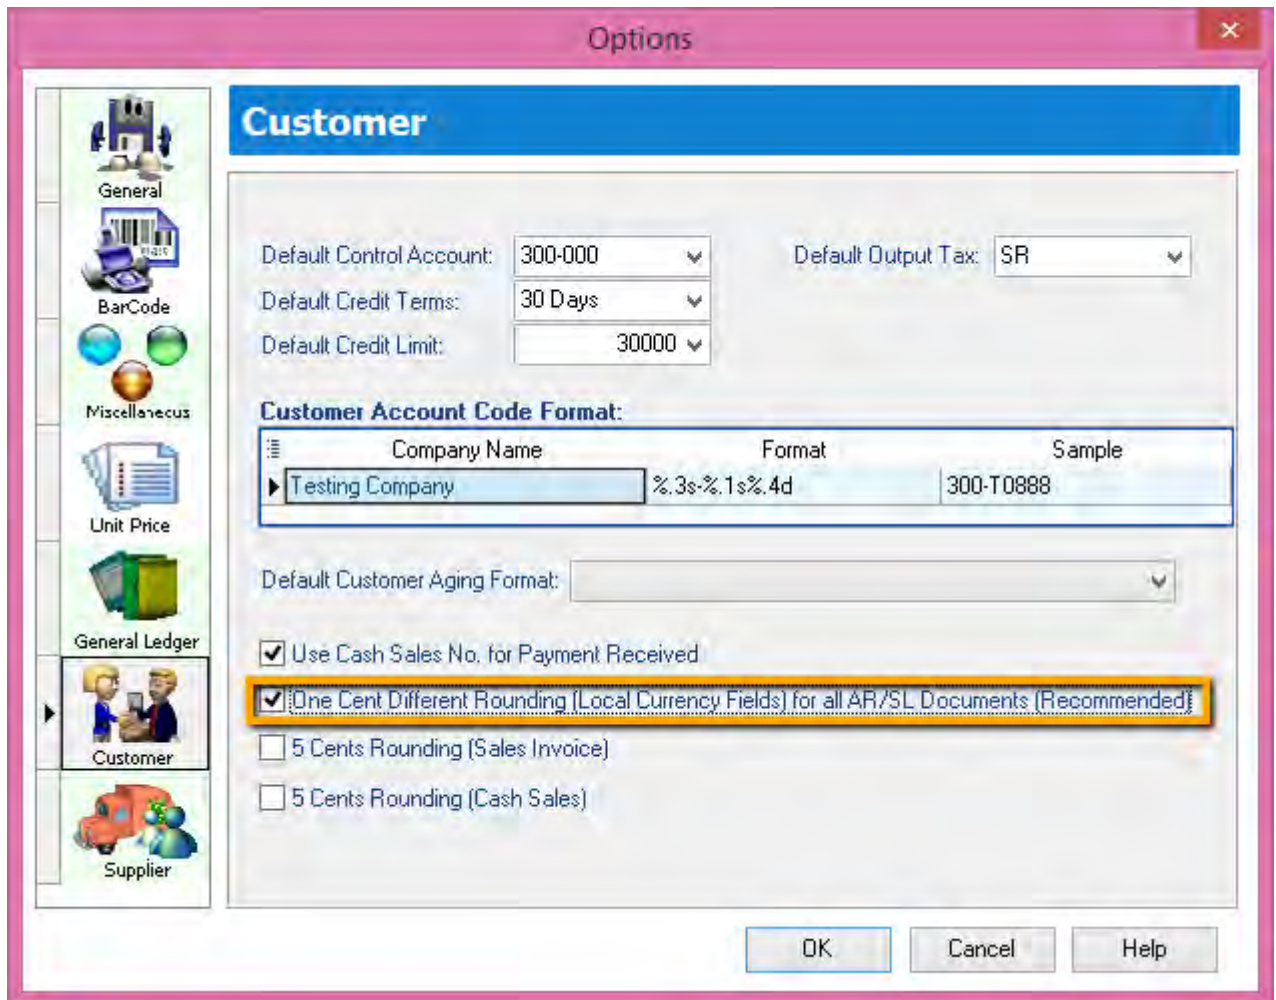 Options
General
BarCode
Miscellanecus
Unit Price
General Ledger
Customer
Supplier
Customer
Default Control Account: 300-000 Default Output Tax: SR
Default Credit Terms: 30 Days
Default Credit Limit: 30000
Customer Account Code Format:
Company Name Format Sample
Testing Company %.3s-%.1s%.4d 300-T0888
Default Customer Aging Format:
Use Cash Sales No. for Payment Received
One Cent Different Rounding (Local Currency Fields) for all AR/SL Documents (Recommended)
5 Cents Rounding (Sales Invoice)
5 Cents Rounding (Cash Sales)
OK Cancel Help